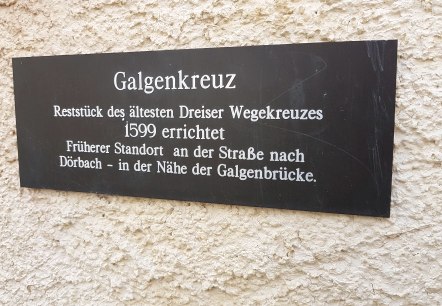 Galgenkreuz
Reststück des ältesten Dreiser Wegekreuzes
1599 errichtet
Früherer Standort an der Straße nach
Dörbach - in der Nähe der Galgenbrücke.